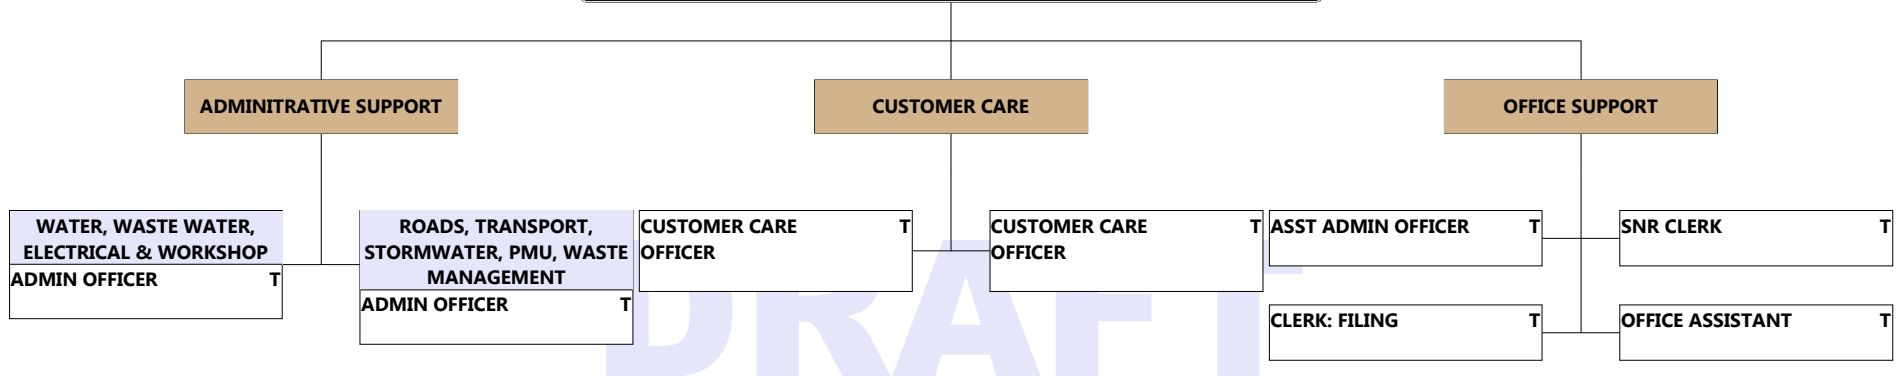 ADMINITRATIVE SUPPORT
CUSTOMER CARE
OFFICE SUPPORT
WATER, WASTE WATER,
ELECTRICAL & WORKSHOP
ADMIN OFFICER T
ROADS, TRANSPORT,
STORMWATER, PMU, WASTE
MANAGEMENT
ADMIN OFFICER T
CUSTOMER CARE T
OFFICER
CUSTOMER CARE T
OFFICER
ASST ADMIN OFFICER T
SNR CLERK T
CLERK: FILING T
OFFICE ASSISTANT T
DRAFT